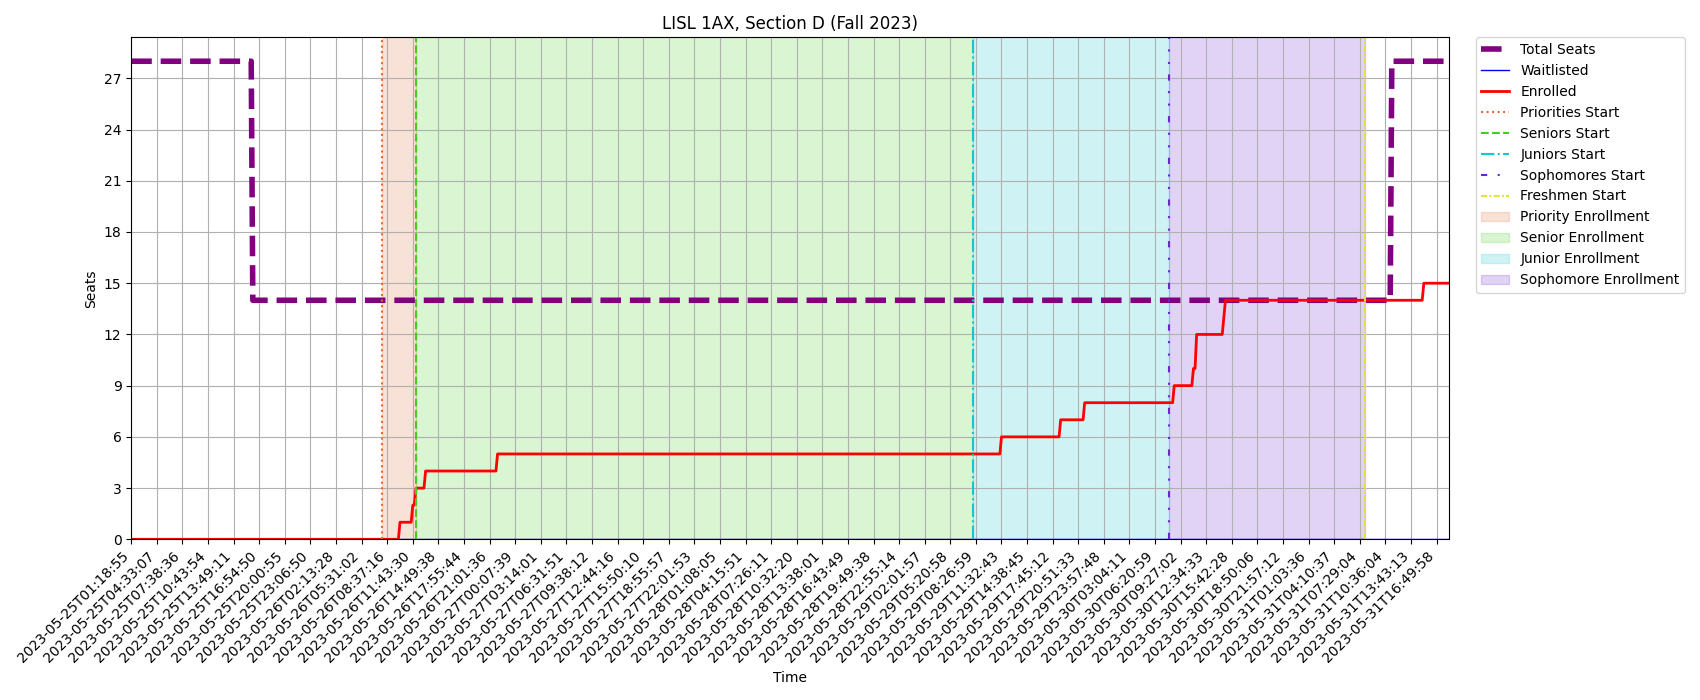 LISL 1AX, Section D (Fall 2023)
Total Seats
Waitlisted
Enrolled
Priorities Start
Seniors Start
Juniors Start
Sophomores Start
Freshmen Start
Priority Enrollment
Senior Enrollment
Junior Enrollment
Sophomore Enrollment
Seats
27
24
21
18
15
12
9
6
3
0
2023-05-25T01:18:55
2023-05-25T04:33:07
2023-05-25T07:38:36
2023-05-25T10:43:54
2023-05-25T13:49:11
2023-05-25T16:54:50
2023-05-25T20:00:55
2023-05-25T23:06:50
2023-05-26T02:13:28
2023-05-26T05:31:02
2023-05-26T08:37:16
2023-05-26T11:43:30
2023-05-26T14:49:38
2023-05-26T17:55:44
2023-05-26T21:01:36
2023-05-27T00:07:39
2023-05-27T03:14:01
2023-05-27T06:31:51
2023-05-27T09:38:12
2023-05-27T12:44:16
2023-05-27T15:50:10
2023-05-27T18:55:57
2023-05-27T22:01:53
2023-05-28T01:08:05
2023-05-28T04:15:51
2023-05-28T07:26:11
2023-05-28T10:32:20
2023-05-28T13:38:01
2023-05-28T16:43:49
2023-05-28T19:49:38
2023-05-28T22:55:14
2023-05-29T02:01:57
2023-05-29T05:20:58
2023-05-29T08:26:59
2023-05-29T11:32:43
2023-05-29T14:38:45
2023-05-29T17:45:12
2023-05-29T20:51:33
2023-05-29T23:57:48
2023-05-30T03:04:11
2023-05-30T06:20:59
2023-05-30T09:27:02
2023-05-30T12:34:33
2023-05-30T15:42:28
2023-05-30T18:50:06
2023-05-30T21:57:12
2023-05-31T01:03:36
2023-05-31T04:10:37
2023-05-31T07:29:04
2023-05-31T10:36:04
2023-05-31T13:43:13
2023-05-31T16:49:58
Time